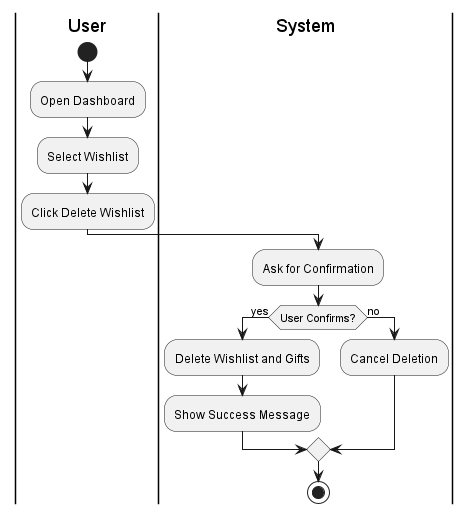 User
System
Open Dashboard
Select Wishlist
Click Delete Wishlist
Ask for Confirmation
User Confirms?
yes
no
Delete Wishlist and Gifts
Cancel Deletion
Show Success Message